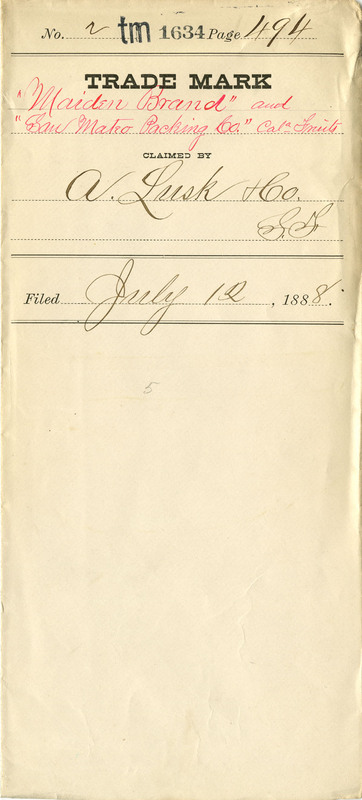 No. 2 tm 1634 Page 494
TRADE MARK
"Maiden Brand" and
"San Mateo Packing Co." Cala Fruits
CLAIMED BY
A. Lusk & Co.
S. F.
Filed July 12, 1888.
5